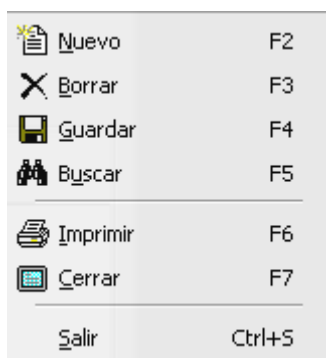 Nuevo F2
Borrar F3
Guardar F4
Buscar F5
Imprimir F6
Cerrar F7
Salir Ctrl+S